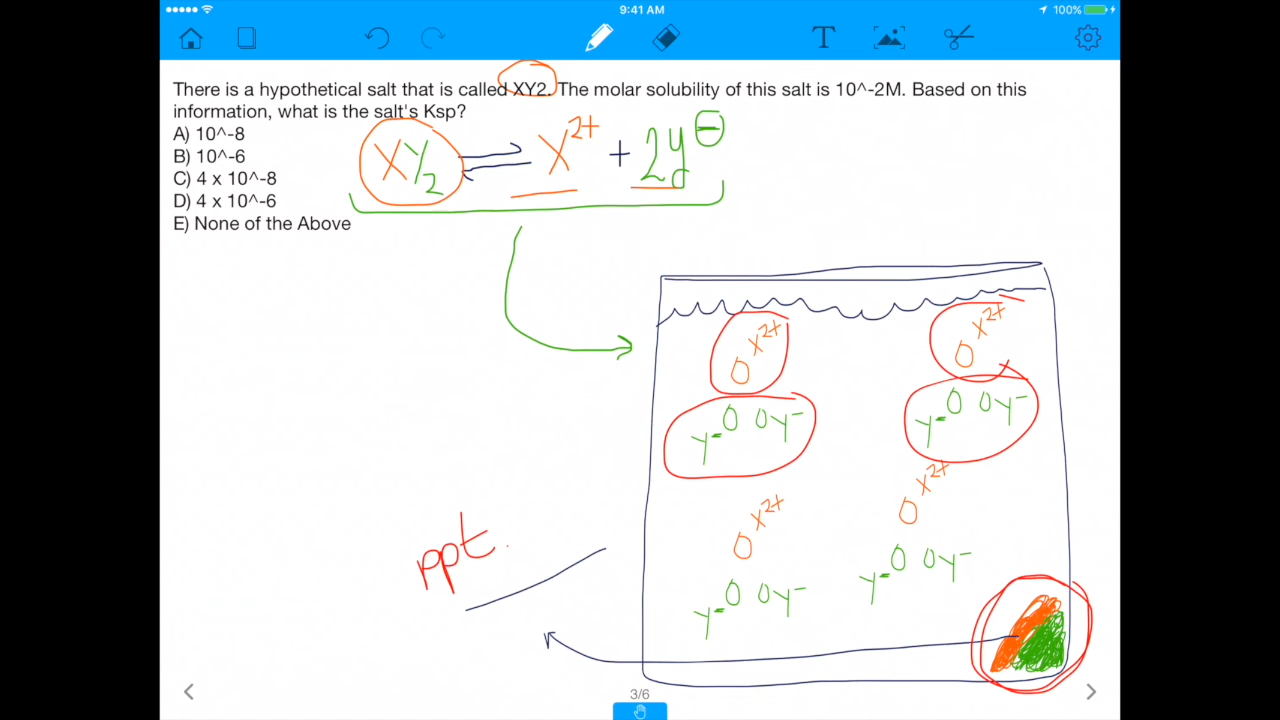 9:41 AM
100%
T
There is a hypothetical salt that is called XY2. The molar solubility of this salt is 10^-2M. Based on this
information, what is the salt's Ksp?
A) 10^-8
B) 10^-6
C) 4 x 10^-8
D) 4 x 10^-6
E) None of the Above
XY₂ ⇌ X²⁺ + 2y⁻
X²⁺ X²⁺
y⁻ y⁻ y⁻ y⁻
X²⁺ X²⁺
y⁻ y⁻ y⁻ y⁻
ppt.
3/6